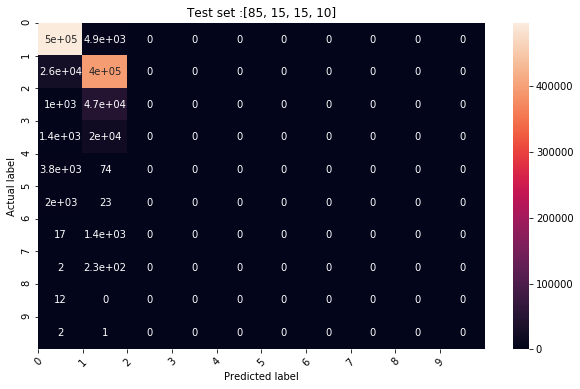 Test set :[85, 15, 15, 10]
0
5e+05 4.9e+03 0 0 0 0 0 0 0 0
1
2.6e+04 4e+05 0 0 0 0 0 0 0 0
2
1e+03 4.7e+04 0 0 0 0 0 0 0 0
3
1.4e+03 2e+04 0 0 0 0 0 0 0 0
4
3.8e+03 74 0 0 0 0 0 0 0 0
5
2e+03 23 0 0 0 0 0 0 0 0
6
17 1.4e+03 0 0 0 0 0 0 0 0
7
2 2.3e+02 0 0 0 0 0 0 0 0
8
12 0 0 0 0 0 0 0 0 0
9
2 1 0 0 0 0 0 0 0 0
Actual label
0 1 2 3 4 5 6 7 8 9
Predicted label
400000
300000
200000
100000
0